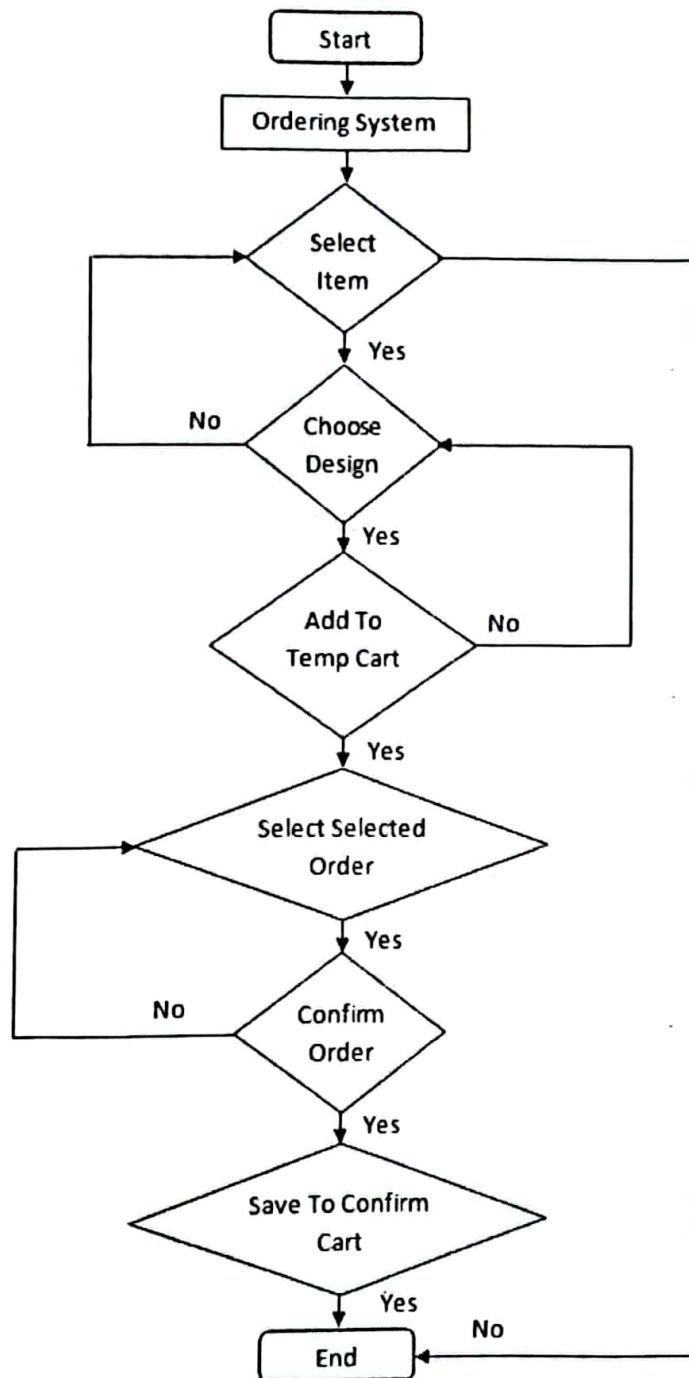 Start
Ordering System
Select
Item
Yes
No
Choose
Design
Yes
Add To
Temp Cart
No
Yes
Select Selected
Order
Yes
No
Confirm
Order
Yes
Save To Confirm
Cart
Yes
No
End